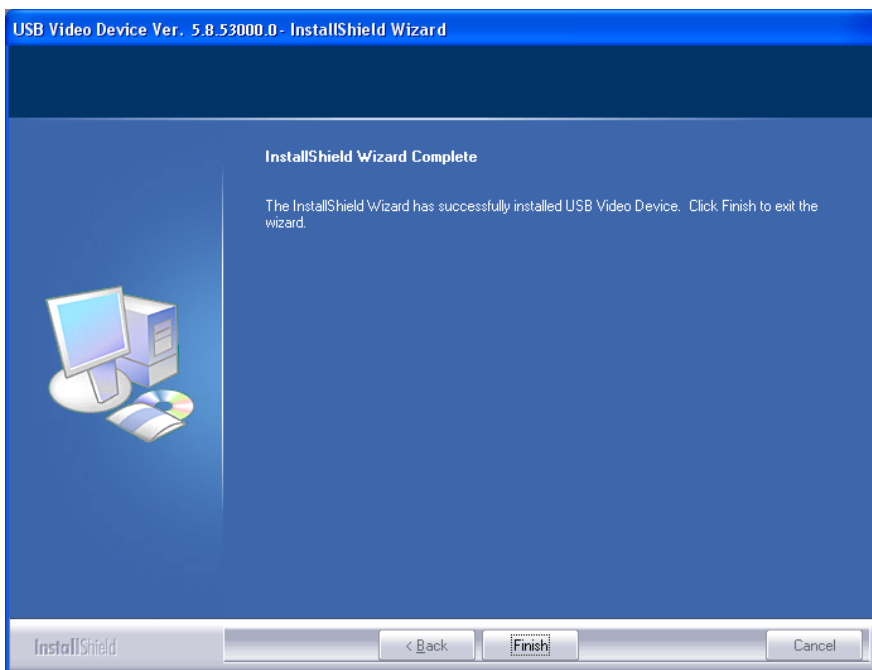 USB Video Device Ver. 5.8.53000.0 - InstallShield Wizard
InstallShield Wizard Complete
The InstallShield Wizard has successfully installed USB Video Device. Click Finish to exit the
wizard.
InstallShield
< Back
Finish
Cancel